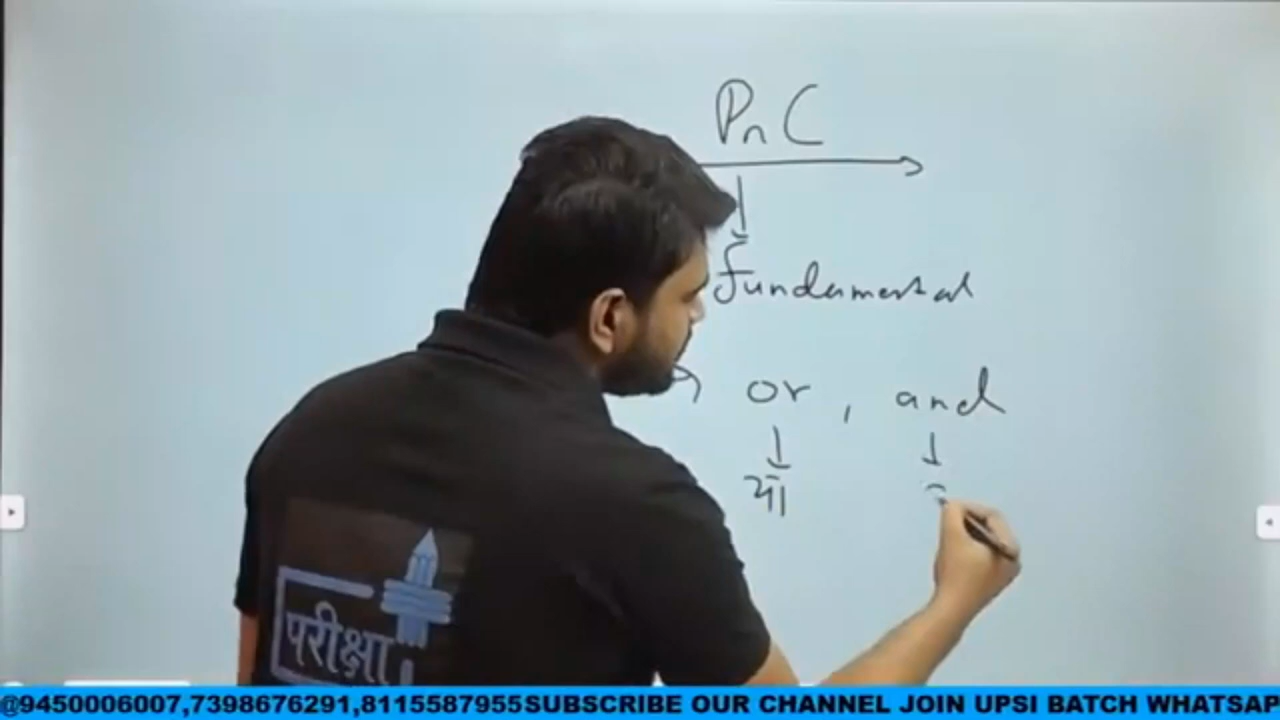 PnC
fundamental
or , and
या
परीक्षा
@9450006007,7398676291,8115587955SUBSCRIBE OUR CHANNEL JOIN UPSI BATCH WHATSAP